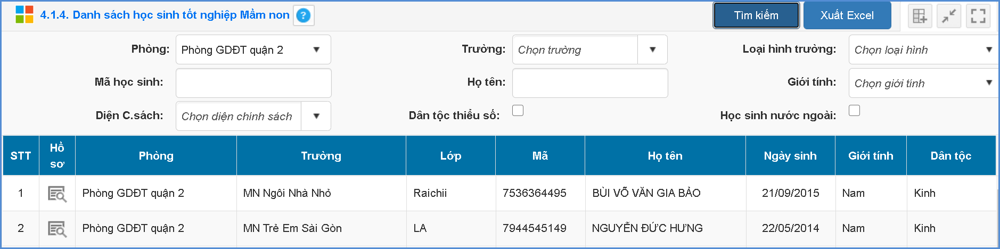 4.1.4. Danh sách học sinh tốt nghiệp Mầm non ? Tìm kiếm Xuất Excel
Phòng: Phòng GDĐT quận 2 Trường: Chọn trường Loại hình trường: Chọn loại hình
Mã học sinh: Họ tên: Giới tính: Chọn giới tính
Diện C.sách: Chọn diện chính sách Dân tộc thiểu số: Học sinh nước ngoài:
STT Hồ sơ Phòng Trường Lớp Mã Họ tên Ngày sinh Giới tính Dân tộc
1 Phòng GDĐT quận 2 MN Ngôi Nhà Nhỏ Raichii 7536364495 BÙI VÕ VĂN GIA BẢO 21/09/2015 Nam Kinh
2 Phòng GDĐT quận 2 MN Trẻ Em Sài Gòn LA 7944545149 NGUYỄN ĐỨC HƯNG 22/05/2014 Nam Kinh